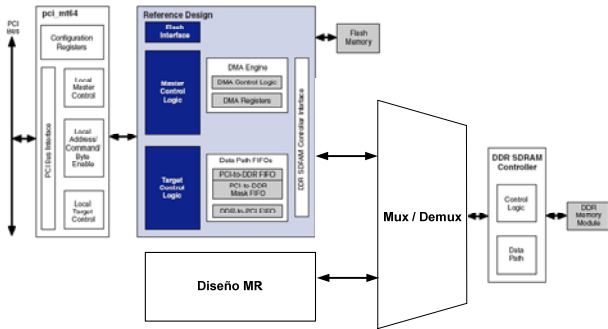 PCI
Bus
pci_mt64
Configuration
Registers
PCI Bus Interface
Local
Master
Control
Local
Address/
Command/
Byte
Enable
Local
Target
Control
Reference Design
Flash
Interface
Master
Control
Logic
Target
Control
Logic
DMA Engine
DMA Control Logic
DMA Registers
Data Path FIFOs
PCI-to-DDR FIFO
PCI-to-DDR
Mask FIFO
DDR-to-PCI FIFO
DDR SDRAM Controller Interface
Flash
Memory
Diseño MR
Mux / Demux
DDR SDRAM
Controller
Control
Logic
Data
Path
DDR
Memory
Module